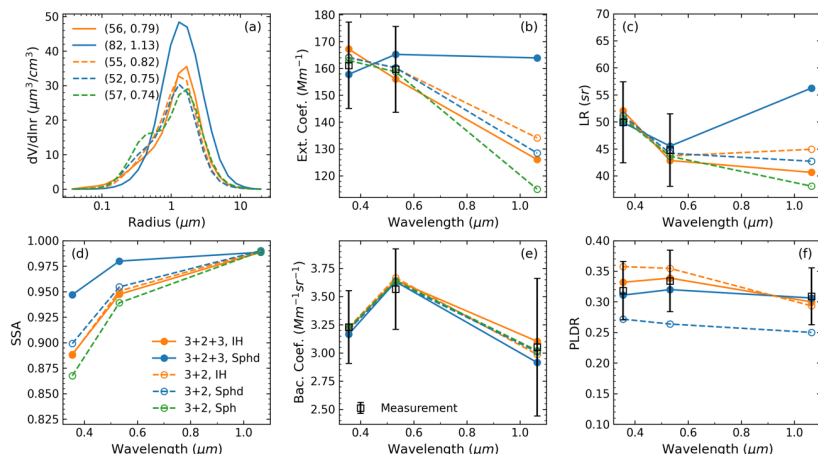 (a)
(56, 0.79)
(82, 1.13)
(55, 0.82)
(52, 0.75)
(57, 0.74)
50
40
30
20
10
0
dV/dlnr (μm³/cm³)
0.1
1
10
Radius (μm)
(b)
180
170
160
150
140
130
120
110
Ext. Coef. (Mm⁻¹)
0.4
0.6
0.8
1.0
Wavelength (μm)
(c)
65
60
55
50
45
40
LR (sr)
0.4
0.6
0.8
1.0
Wavelength (μm)
(d)
1.000
0.975
0.950
0.925
0.900
0.875
0.850
0.825
SSA
3+2+3, IH
3+2+3, Sphd
3+2, IH
3+2, Sphd
3+2, Sph
0.4
0.6
0.8
1.0
Wavelength (μm)
(e)
3.75
3.50
3.25
3.00
2.75
2.50
Bac. Coef. (Mm⁻¹sr⁻¹)
Measurement
0.4
0.6
0.8
1.0
Wavelength (μm)
(f)
0.40
0.35
0.30
0.25
0.20
0.15
0.10
PLDR
0.4
0.6
0.8
1.0
Wavelength (μm)